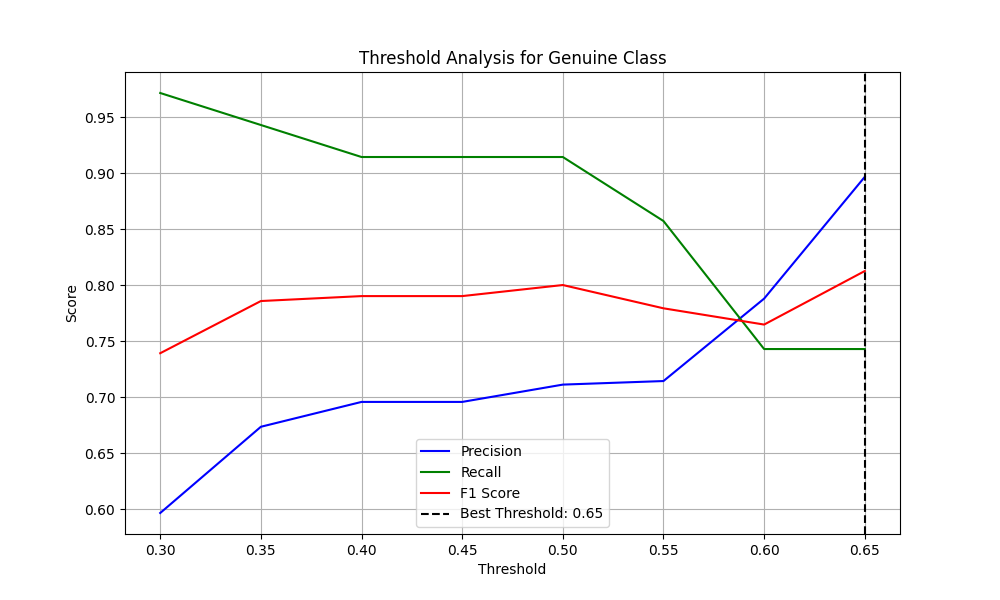 Threshold Analysis for Genuine Class
Score
0.95
0.90
0.85
0.80
0.75
0.70
0.65
0.60
Precision
Recall
F1 Score
Best Threshold: 0.65
0.30 0.35 0.40 0.45 0.50 0.55 0.60 0.65
Threshold